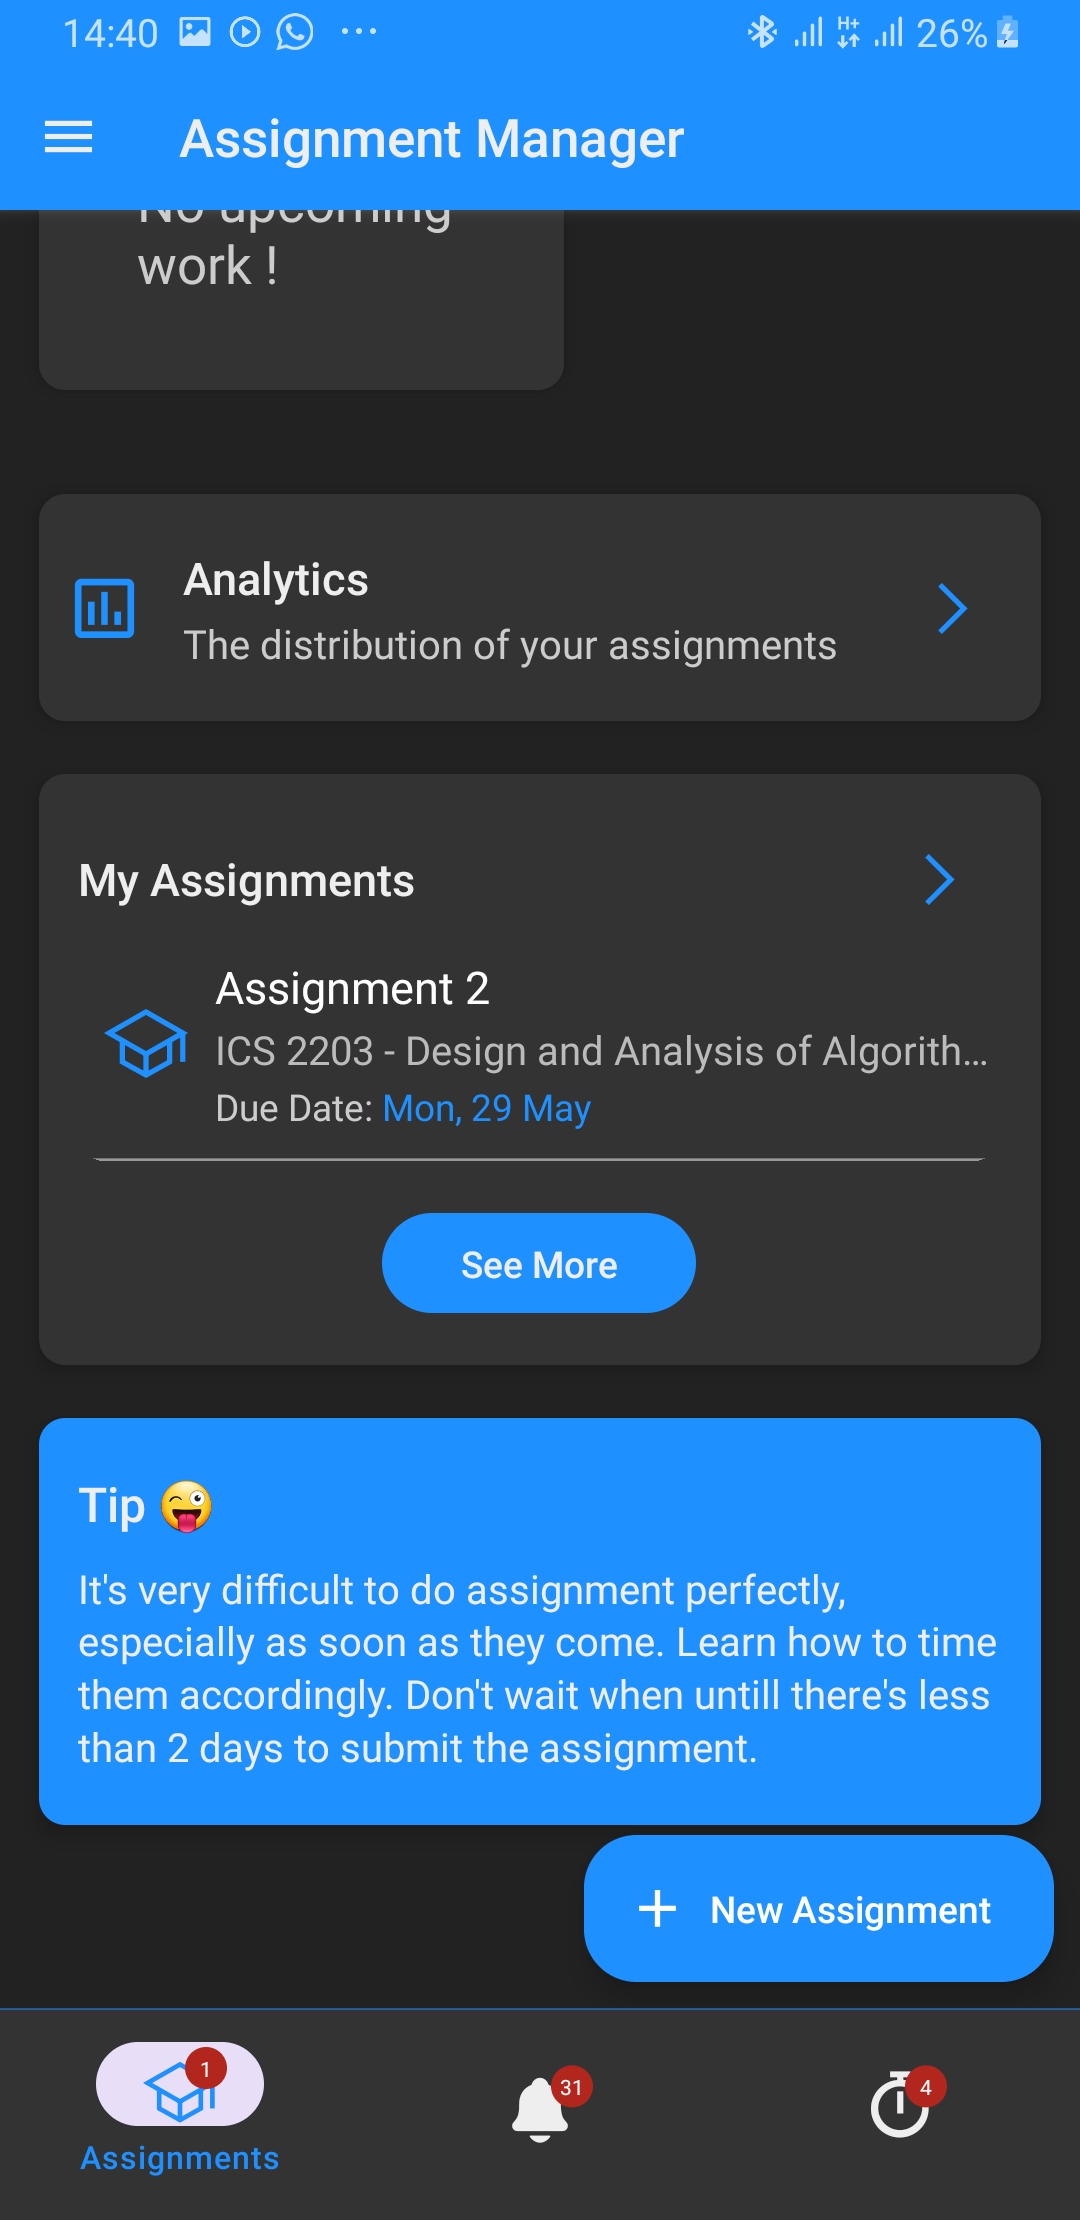 14:40
H+
26%
Assignment Manager
No upcoming
work !
Analytics
The distribution of your assignments
My Assignments
Assignment 2
ICS 2203 - Design and Analysis of Algorith...
Due Date: Mon, 29 May
See More
Tip 😜
It's very difficult to do assignment perfectly,
especially as soon as they come. Learn how to time
them accordingly. Don't wait when untill there's less
than 2 days to submit the assignment.
New Assignment
1
31
4
Assignments